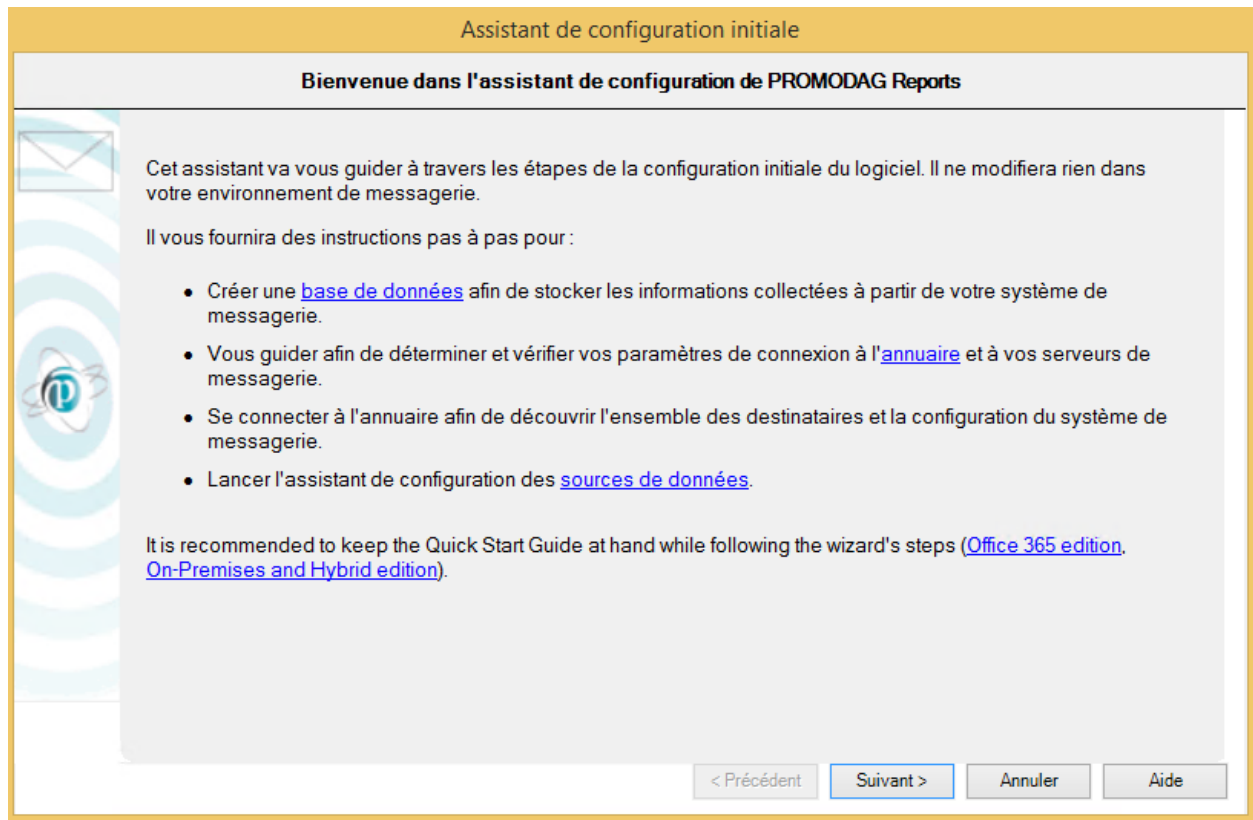 Assistant de configuration initiale
Bienvenue dans l'assistant de configuration de PROMODAG Reports
Cet assistant va vous guider à travers les étapes de la configuration initiale du logiciel. Il ne modifiera rien dans
votre environnement de messagerie.
Il vous fournira des instructions pas à pas pour :
• Créer une base de données afin de stocker les informations collectées à partir de votre système de
messagerie.
• Vous guider afin de déterminer et vérifier vos paramètres de connexion à l'annuaire et à vos serveurs de
messagerie.
• Se connecter à l'annuaire afin de découvrir l'ensemble des destinataires et la configuration du système de
messagerie.
• Lancer l'assistant de configuration des sources de données.
It is recommended to keep the Quick Start Guide at hand while following the wizard's steps (Office 365 edition,
On-Premises and Hybrid edition).
p
< Précédent Suivant > Annuler Aide